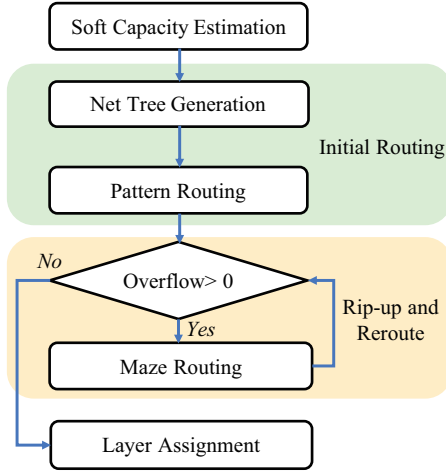 Soft Capacity Estimation
Net Tree Generation
Initial Routing
Pattern Routing
No
Overflow> 0
Yes
Rip-up and
Reroute
Maze Routing
Layer Assignment